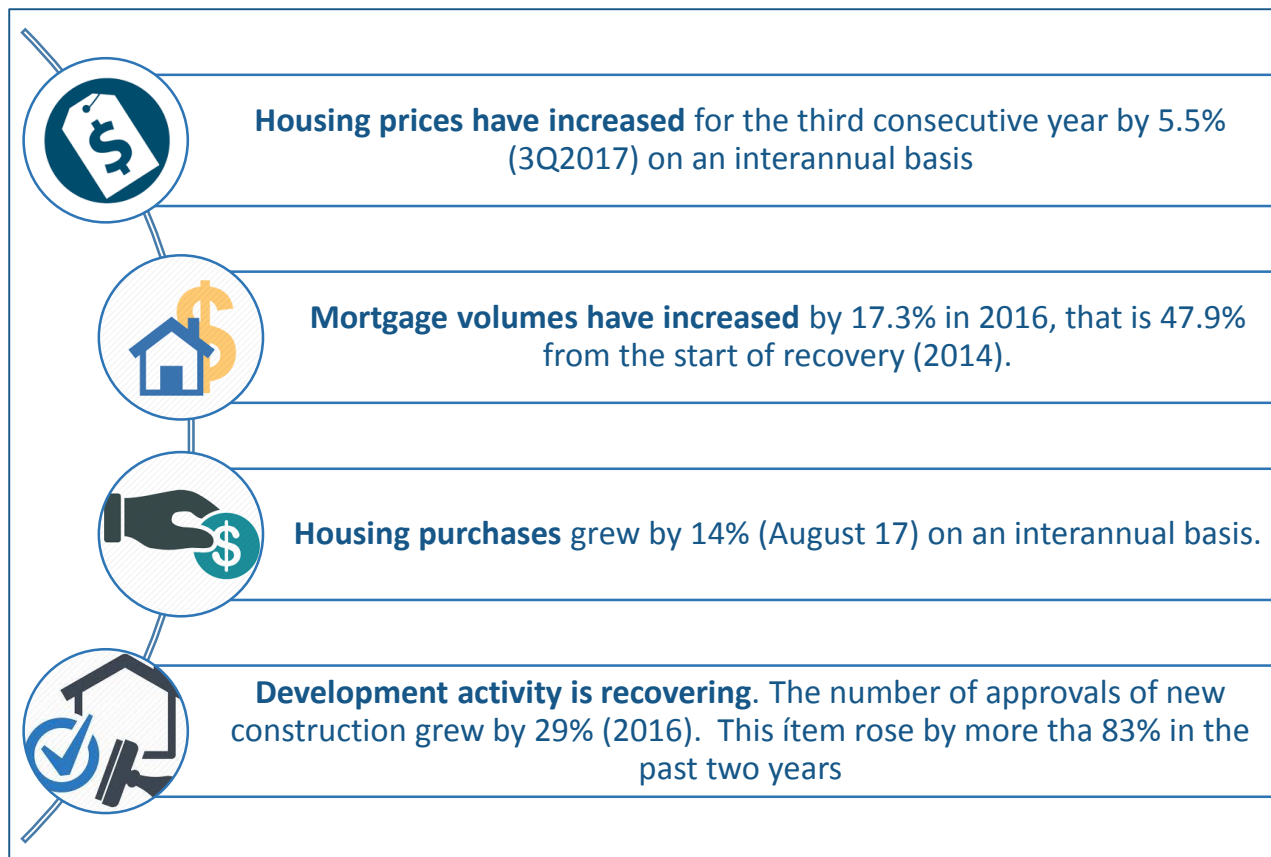 Housing prices have increased for the third consecutive year by 5.5%
(3Q2017) on an interannual basis
Mortgage volumes have increased by 17.3% in 2016, that is 47.9%
from the start of recovery (2014).
Housing purchases grew by 14% (August 17) on an interannual basis.
Development activity is recovering. The number of approvals of new
construction grew by 29% (2016).  This ítem rose by more tha 83% in the
past two years